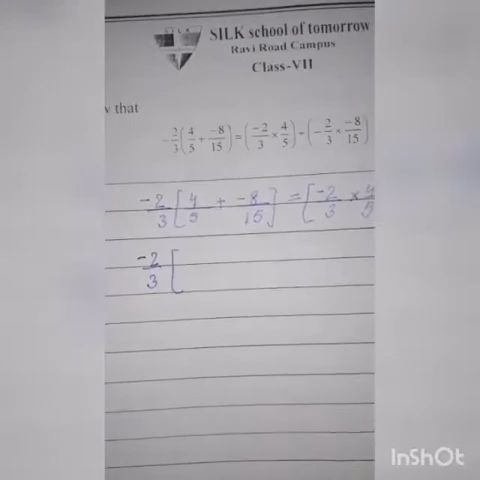 SILK school of tomorrow
Ravi Road Campus
Class-VII
v that
-2/3(4/5 + -8/15) = (-2/3 × 4/5) + (-2/3 × -8/15)
-2/3[4/5 + -8/15] = [-2/3 × 4/5
-2/3[
InShOt